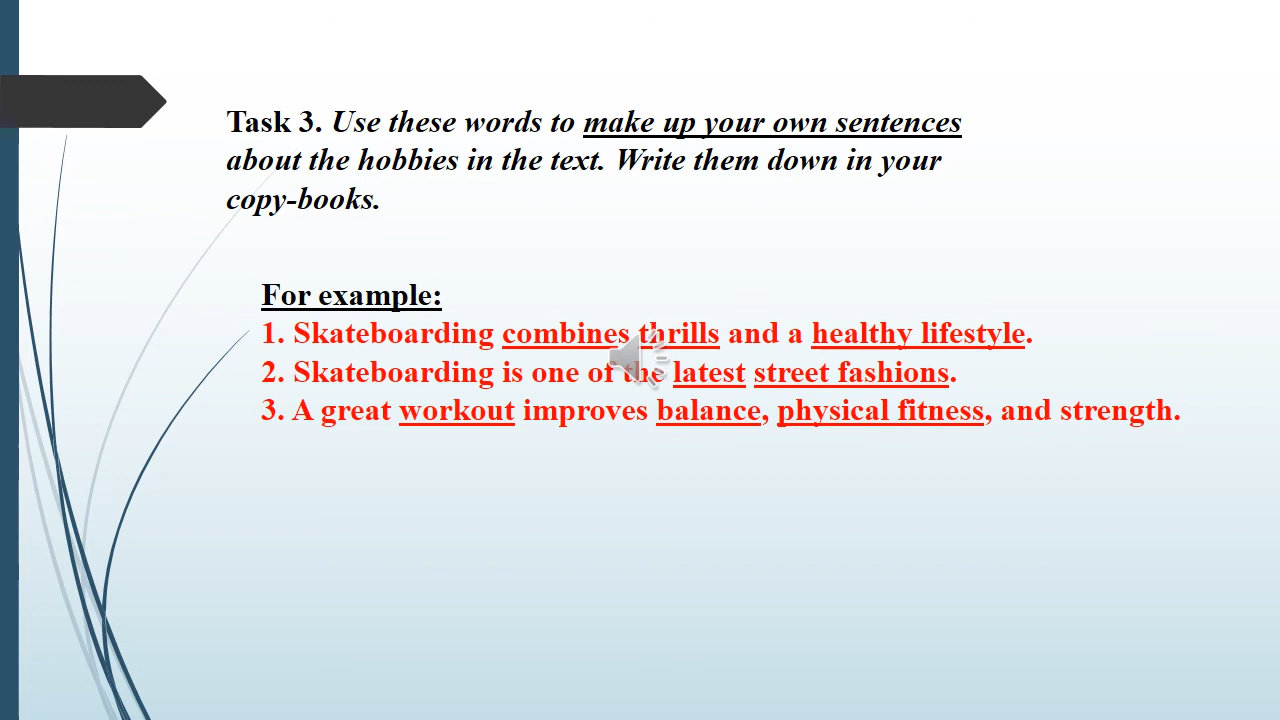 Task 3. Use these words to make up your own sentences
about the hobbies in the text. Write them down in your
copy-books.
For example:
1. Skateboarding combines thrills and a healthy lifestyle.
2. Skateboarding is one of the latest street fashions.
3. A great workout improves balance, physical fitness, and strength.